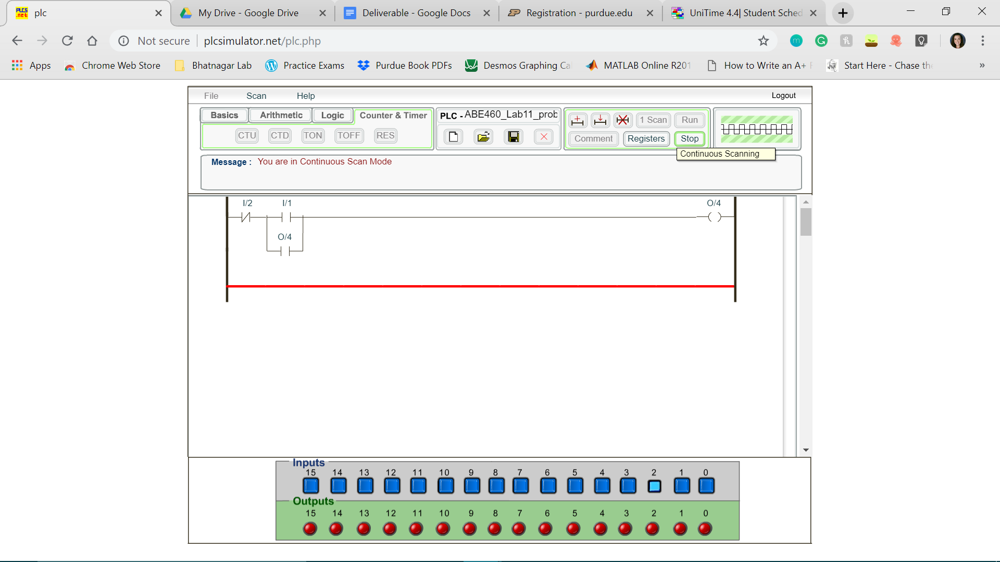 PLCS
.net
plc
My Drive - Google Drive
Deliverable - Google Docs
Registration - purdue.edu
UniTime 4.4| Student Sched
Not secure
plcsimulator.net/plc.php
Apps
Chrome Web Store
Bhatnagar Lab
Practice Exams
Purdue Book PDFs
Desmos Graphing Ca
MATLAB Online R201
How to Write an A+
Start Here - Chase the
»
File Scan Help Logout
Basics Arithmetic Logic Counter & Timer
PLC - ABE460_Lab11_prob
1 Scan Run
CTU CTD TON TOFF RES
Comment Registers Stop
Continuous Scanning
Message : You are in Continuous Scan Mode
I/2 I/1 O/4
O/4
Inputs
15 14 13 12 11 10 9 8 7 6 5 4 3 2 1 0
Outputs
15 14 13 12 11 10 9 8 7 6 5 4 3 2 1 0